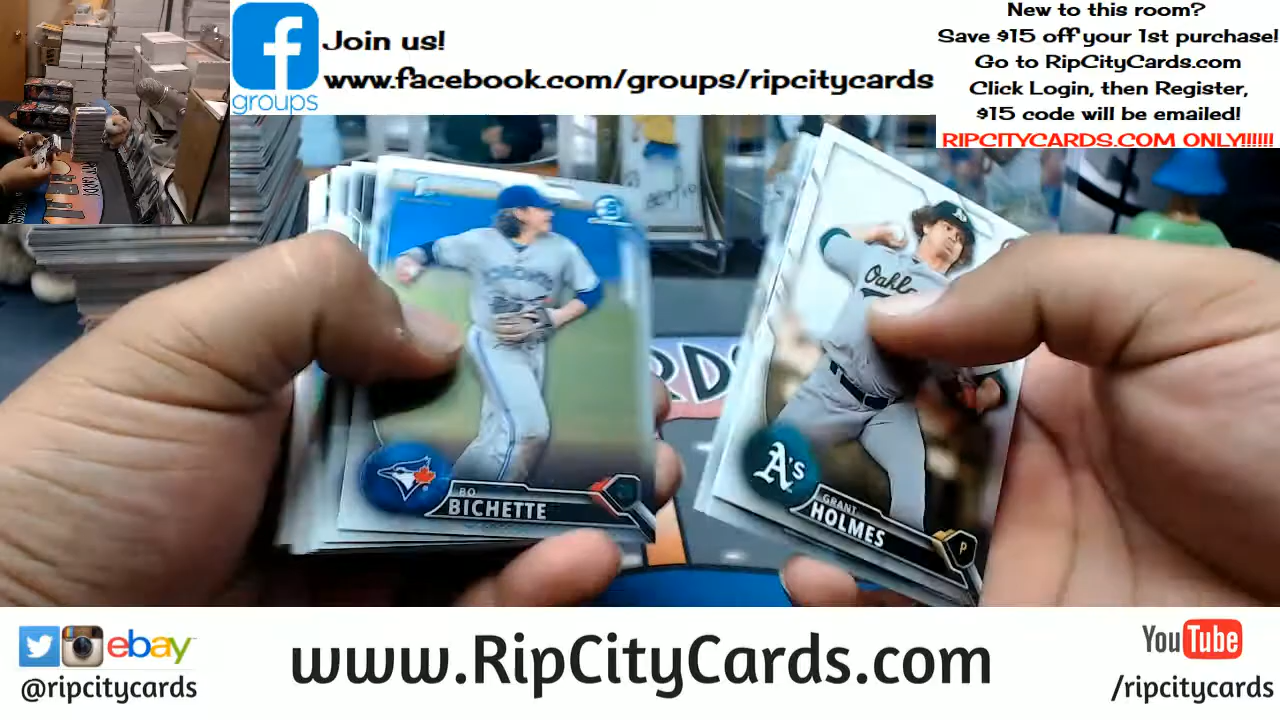 Join us!
www.facebook.com/groups/ripcitycards
groups
New to this room?
Save $15 off your 1st purchase!
Go to RipCityCards.com
Click Login, then Register,
$15 code will be emailed!
RIPCITYCARDS.COM ONLY!!!!!!
BO
BICHETTE
Oakla
A's
GRANT
HOLMES
P
ebay
@ripcitycards
www.RipCityCards.com
YouTube
/ripcitycards